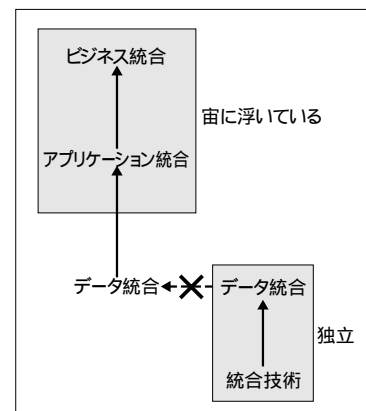 ビジネス統合
宙に浮いている
アプリケーション統合
データ統合
データ統合
独立
統合技術